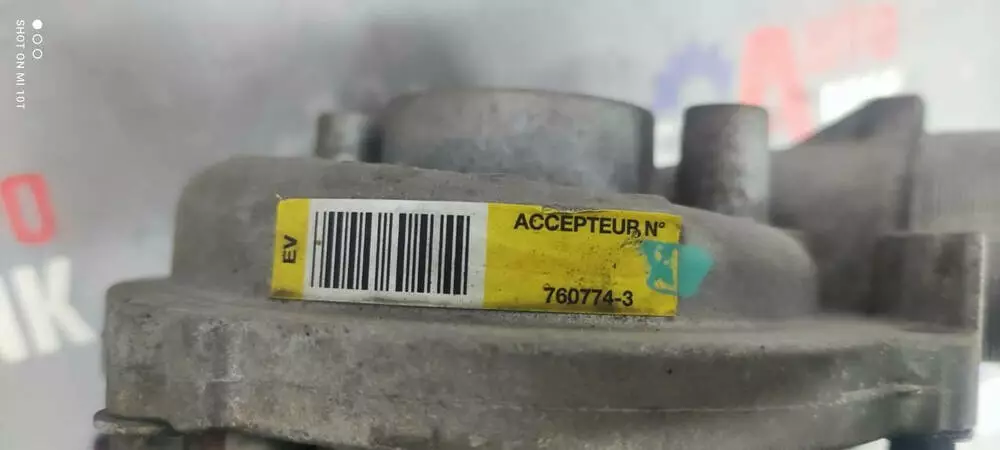 SHOT ON MI 10T
EV
ACCEPTEUR N°
760774-3